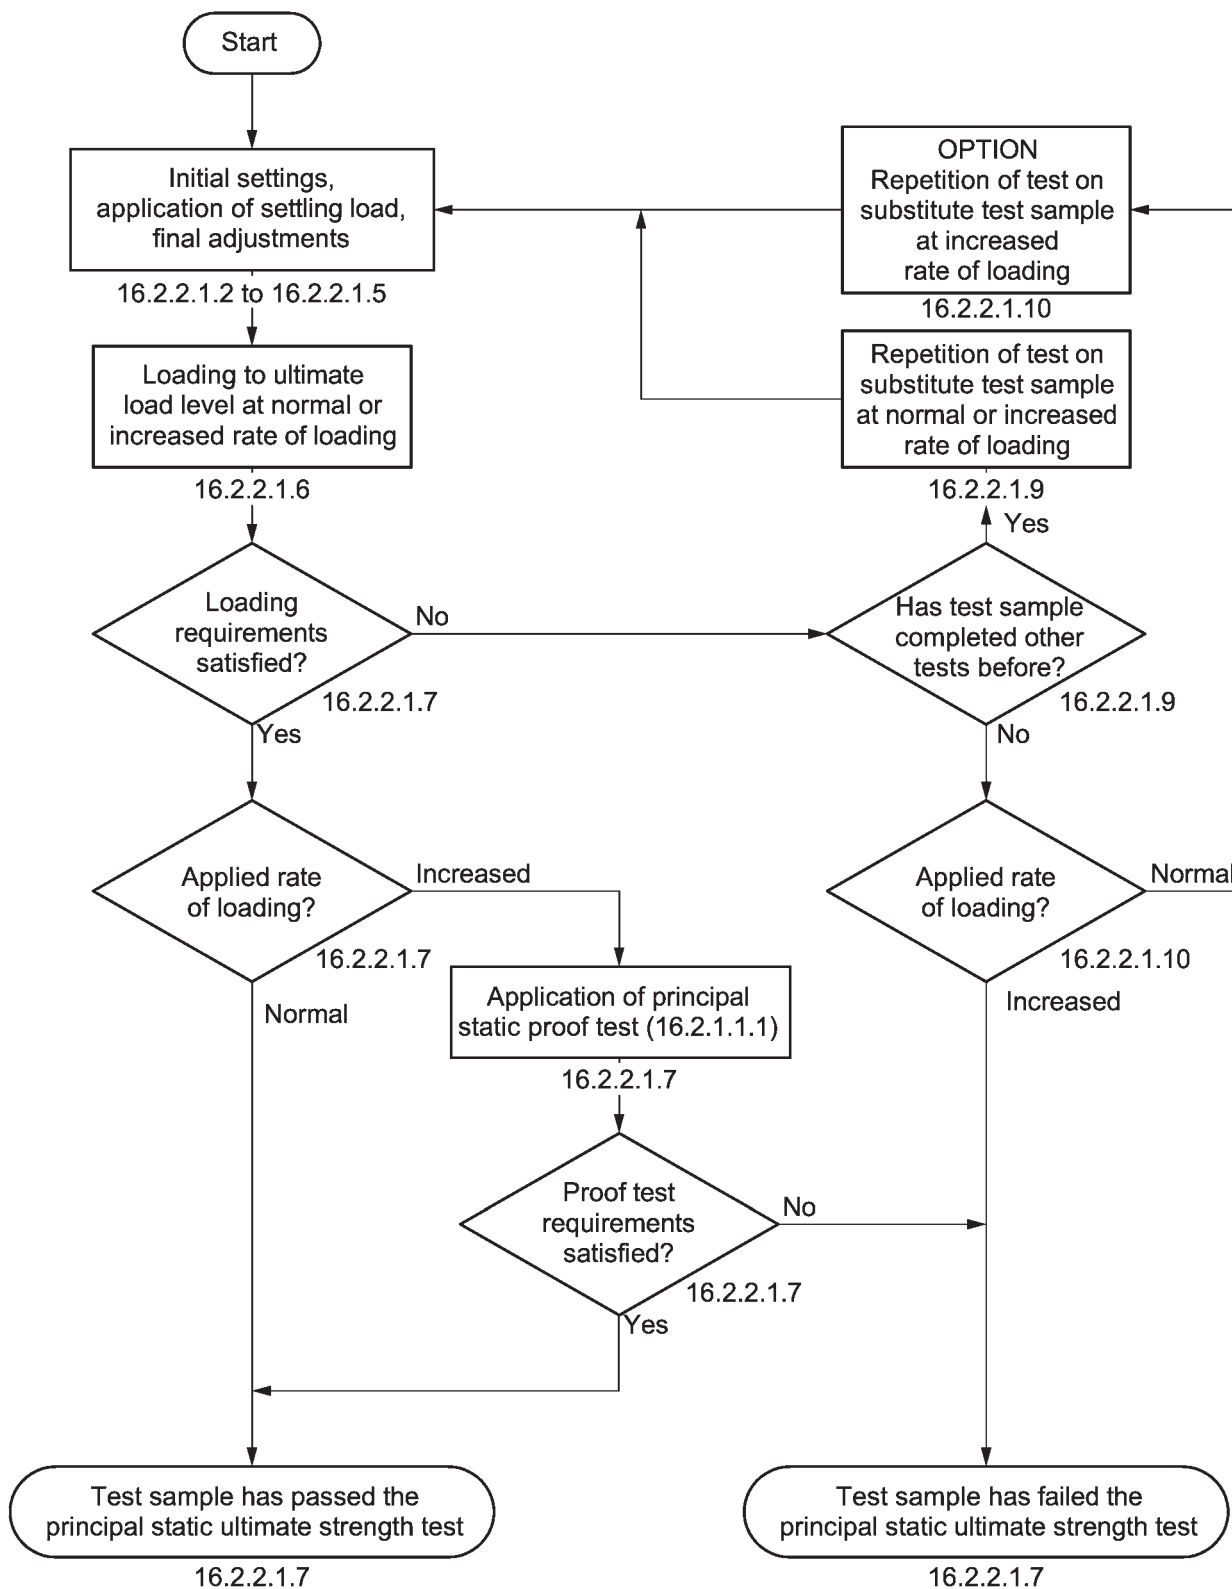 Start
Initial settings,
application of settling load,
final adjustments
16.2.2.1.2 to 16.2.2.1.5
OPTION
Repetition of test on
substitute test sample
at increased
rate of loading
16.2.2.1.10
Loading to ultimate
load level at normal or
increased rate of loading
16.2.2.1.6
Repetition of test on
substitute test sample
at normal or increased
rate of loading
16.2.2.1.9
Yes
Loading
requirements
satisfied?
16.2.2.1.7
No
Has test sample
completed other
tests before?
16.2.2.1.9
Yes
No
Applied rate
of loading?
16.2.2.1.7
Increased
Normal
Applied rate
of loading?
16.2.2.1.10
Normal
Increased
Application of principal
static proof test (16.2.1.1.1)
16.2.2.1.7
Proof test
requirements
satisfied?
16.2.2.1.7
No
Yes
Test sample has passed the
principal static ultimate strength test
16.2.2.1.7
Test sample has failed the
principal static ultimate strength test
16.2.2.1.7